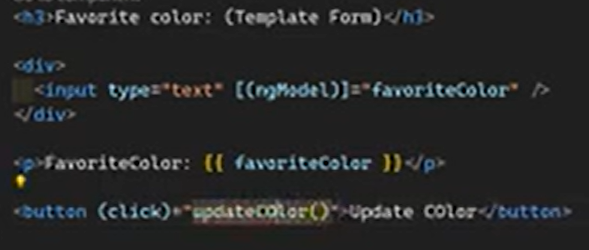 <h3>Favorite color: (Template Form)</h3>
<div>
<input type="text" [(ngModel)]="favoriteColor" />
</div>
<p>FavoriteColor: {{ favoriteColor }}</p>
<button (click)="updateCOlor()">Update COlor</button>